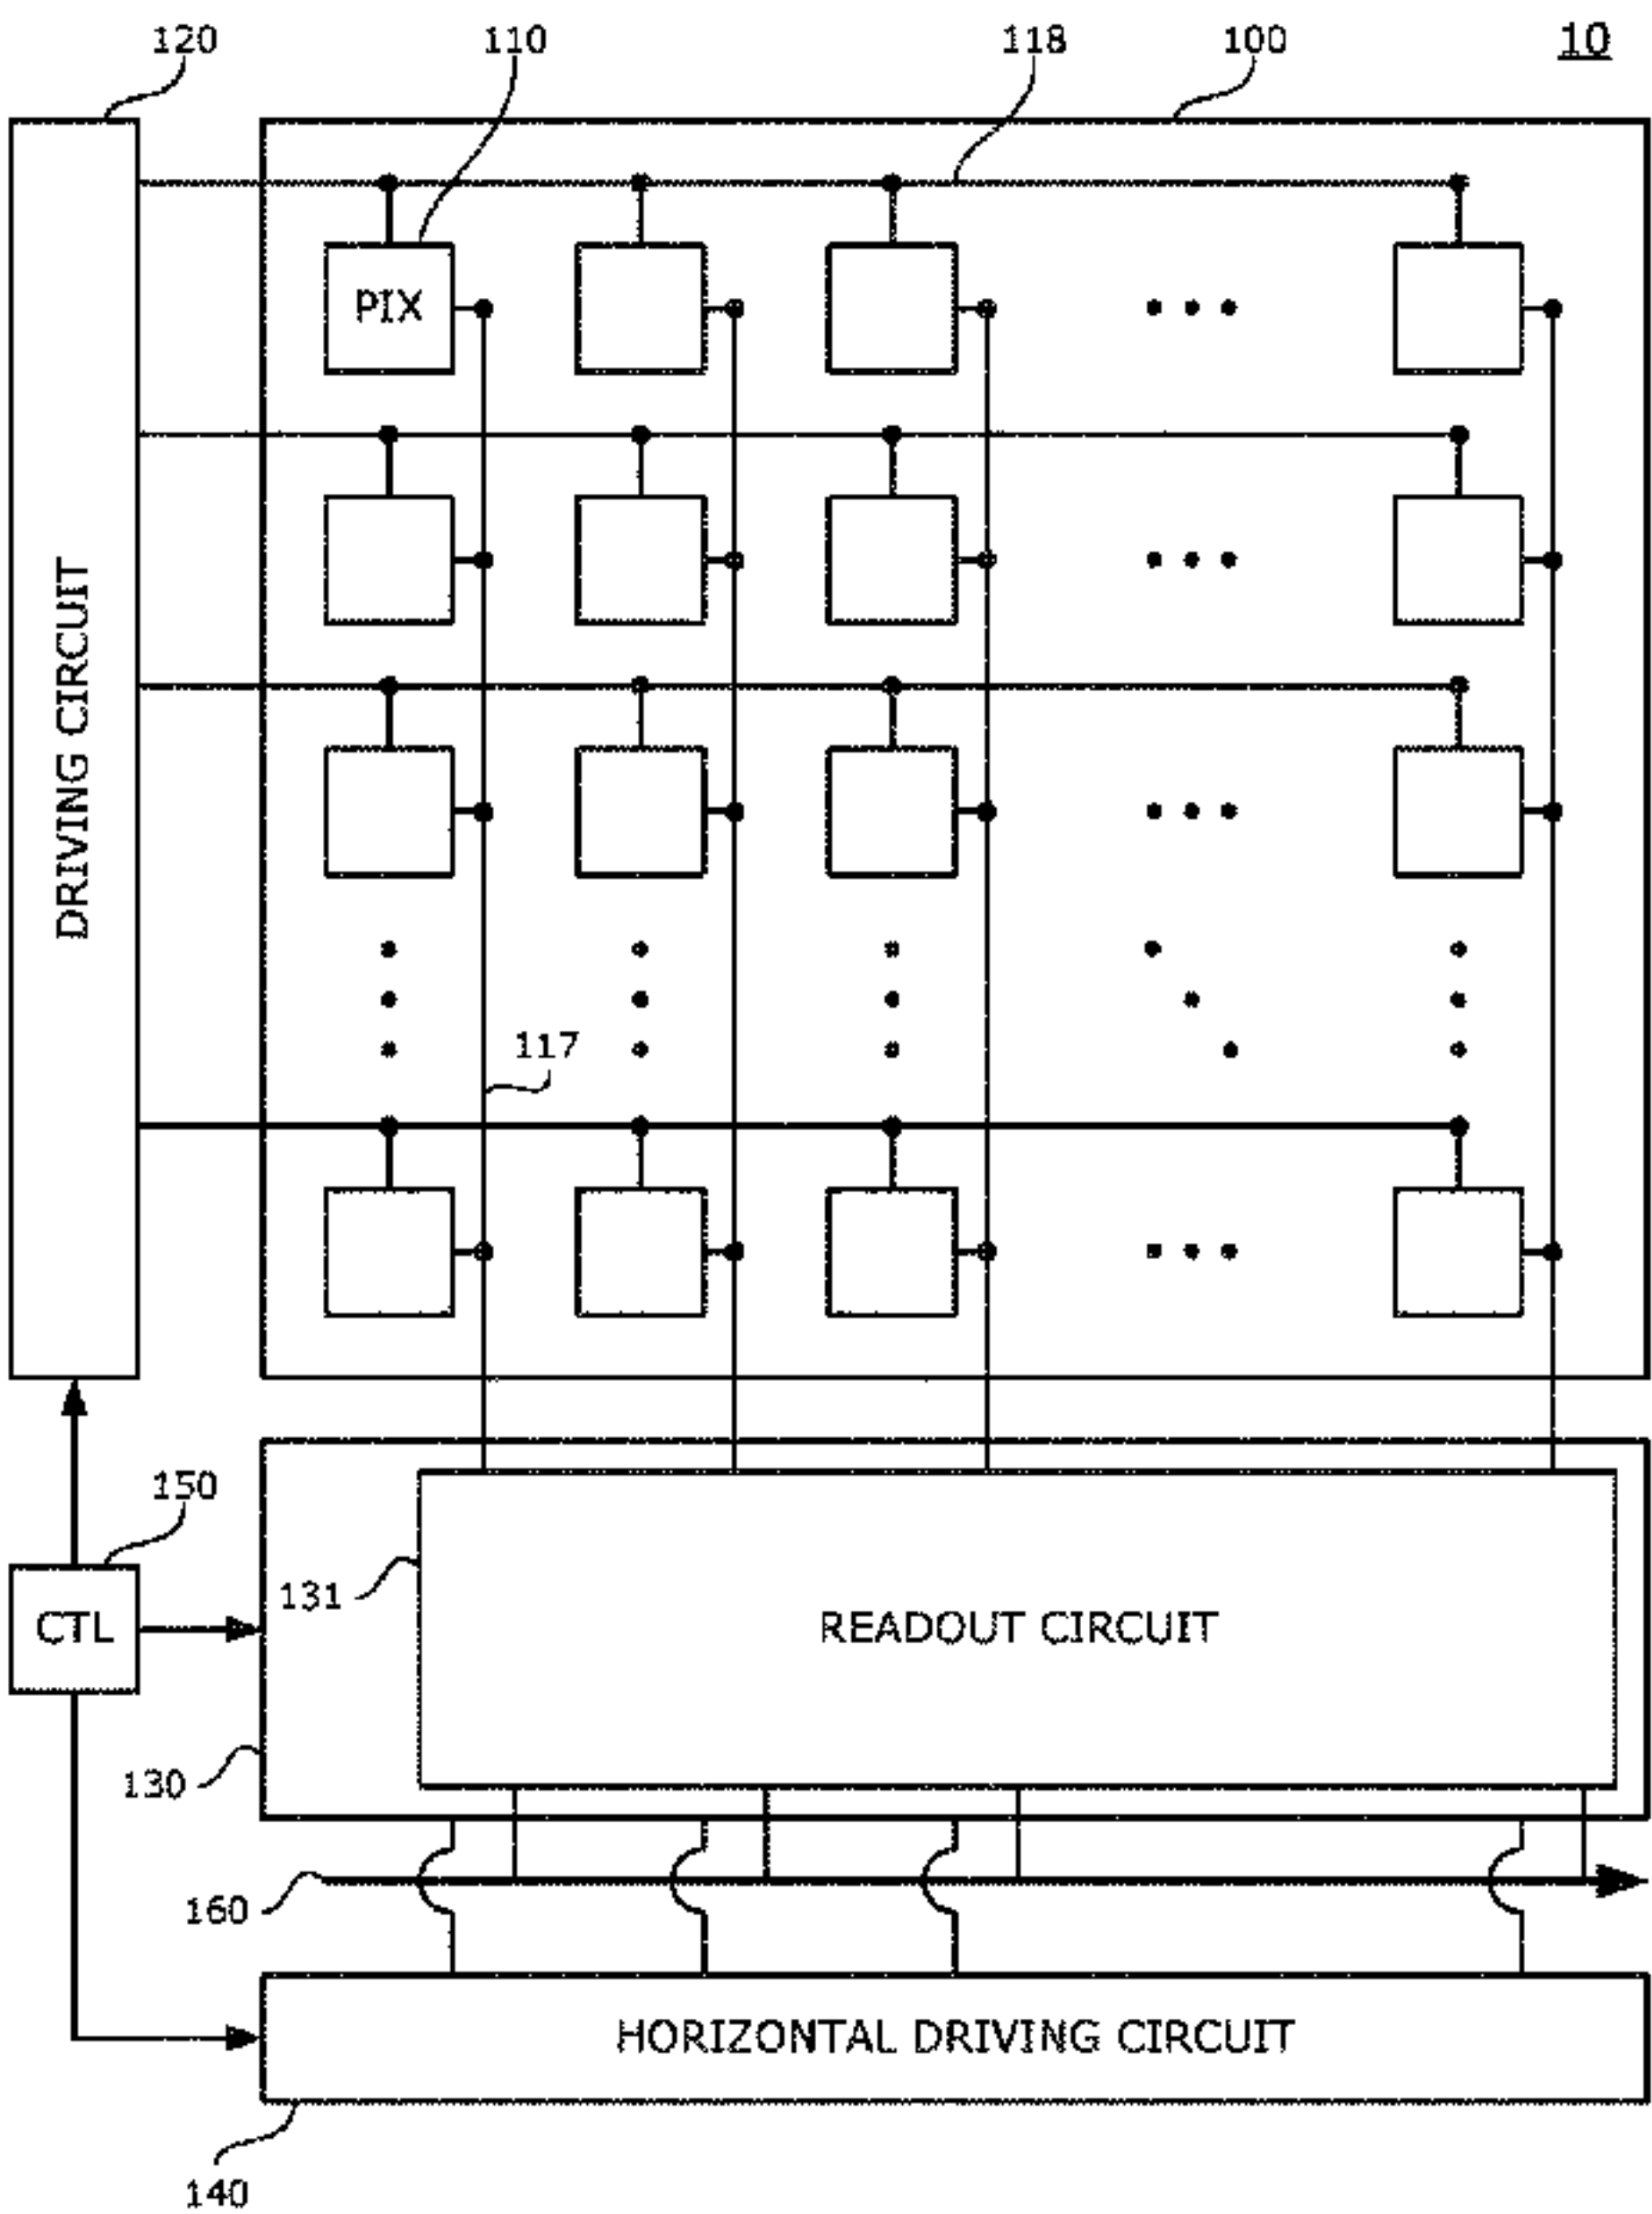 120
110
118
100
10
PIX
DRIVING CIRCUIT
117
150
CTL
131
READOUT CIRCUIT
130
160
HORIZONTAL DRIVING CIRCUIT
140